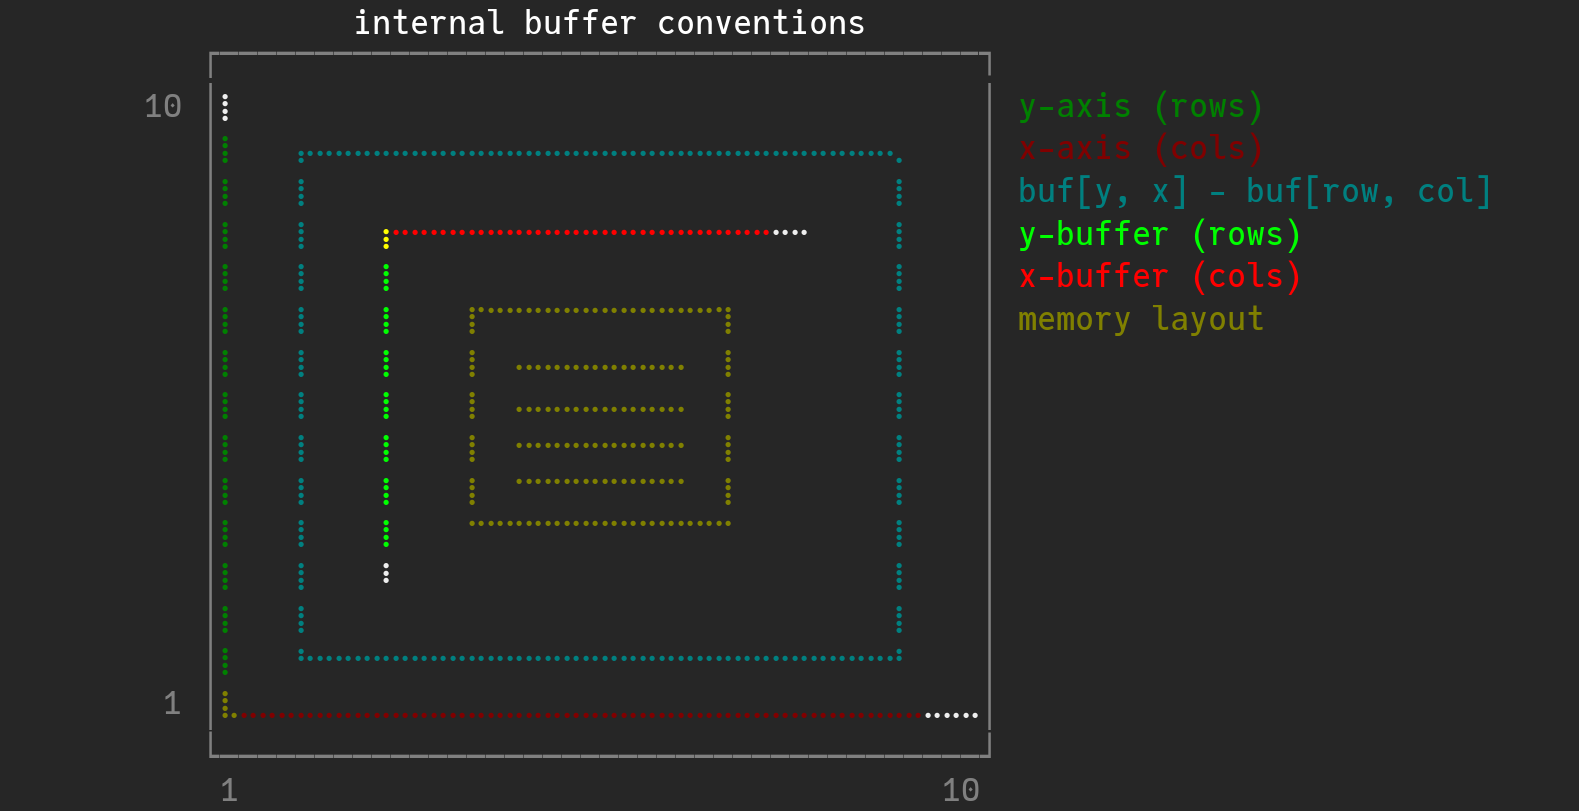 internal buffer conventions
10
y-axis (rows)
x-axis (cols)
buf[y, x] - buf[row, col]
y-buffer (rows)
x-buffer (cols)
memory layout
1
1 10